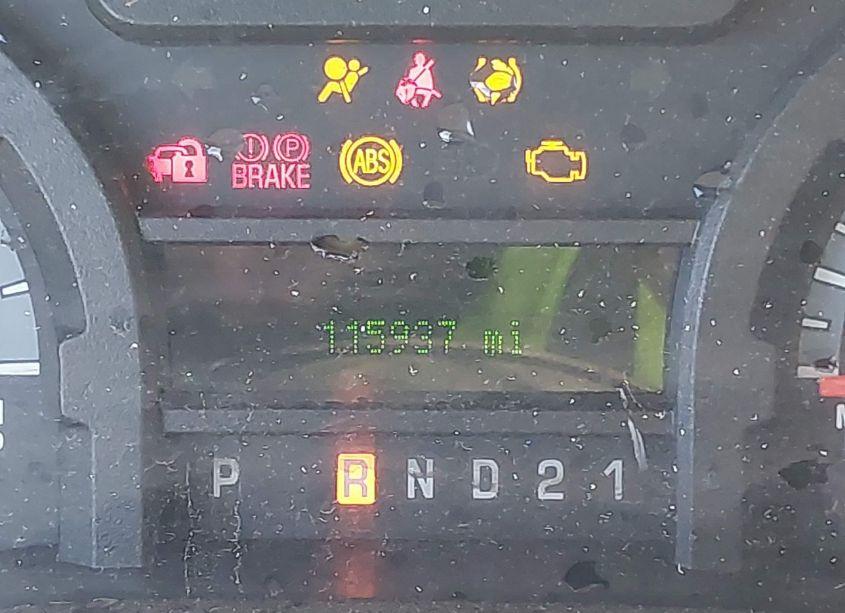 ! P
BRAKE
ABS
115937 mi
P R N D 2 1